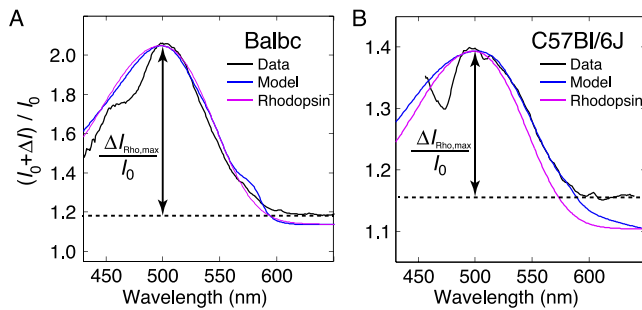 A
Balbc
Data
Model
Rhodopsin
(I₀+ΔI) / I₀
2.0
1.8
1.6
1.4
1.2
1.0
ΔI_Rho,max
I₀
450 500 550 600
Wavelength (nm)
B
C57Bl/6J
Data
Model
Rhodopsin
1.4
1.3
1.2
1.1
ΔI_Rho,max
I₀
450 500 550 600
Wavelength (nm)